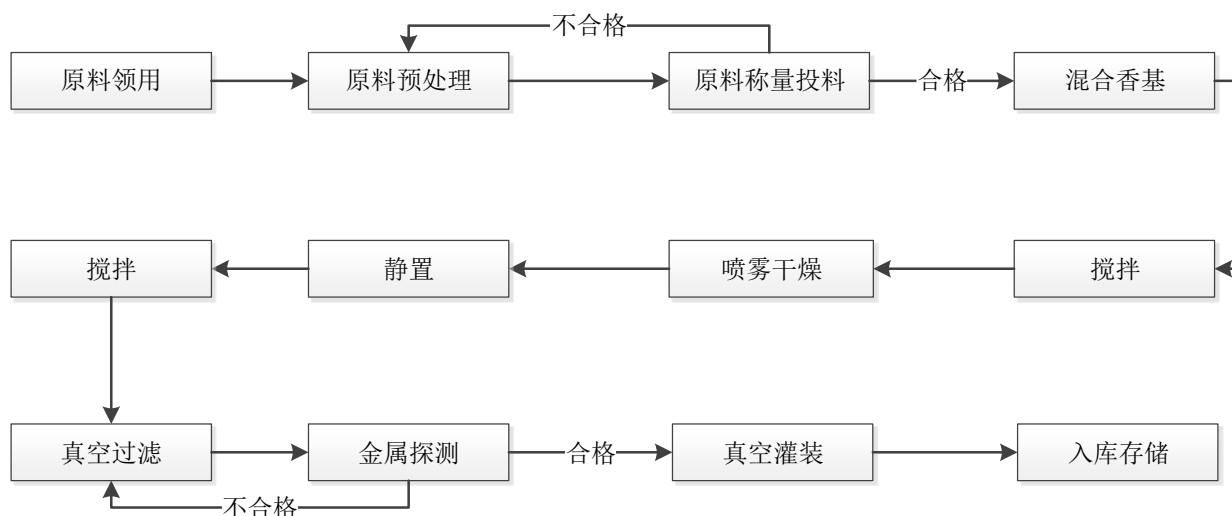 不合格
原料领用
原料预处理
原料称量投料
合格
混合香基
搅拌
静置
喷雾干燥
搅拌
真空过滤
金属探测
合格
真空灌装
入库存储
不合格